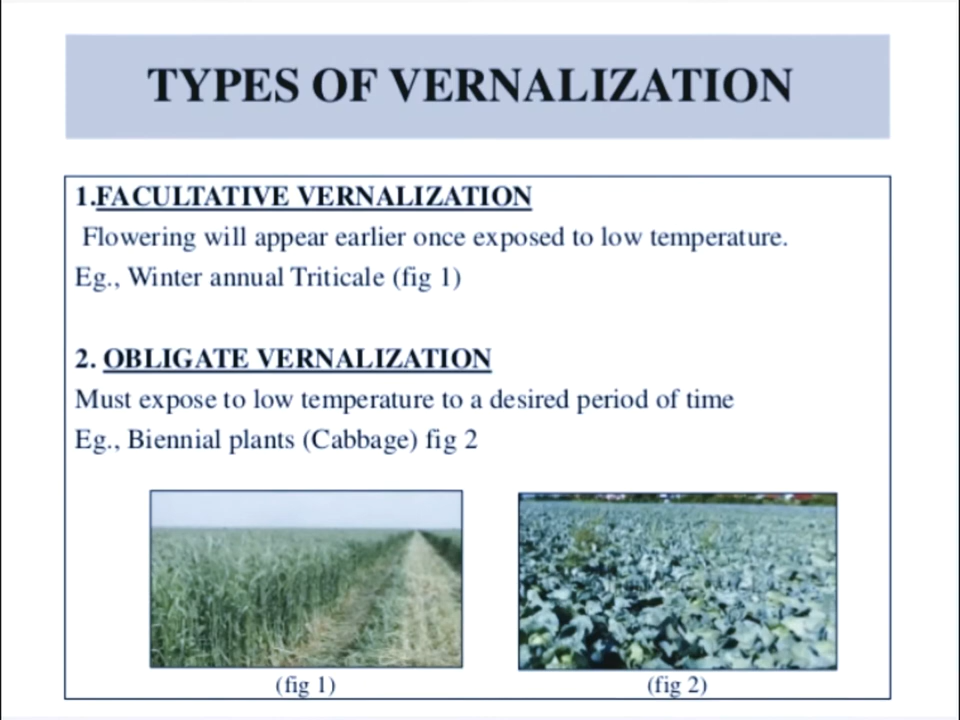 TYPES OF VERNALIZATION
1.FACULTATIVE VERNALIZATION
Flowering will appear earlier once exposed to low temperature.
Eg., Winter annual Triticale (fig 1)
2. OBLIGATE VERNALIZATION
Must expose to low temperature to a desired period of time
Eg., Biennial plants (Cabbage) fig 2
(fig 1)
(fig 2)